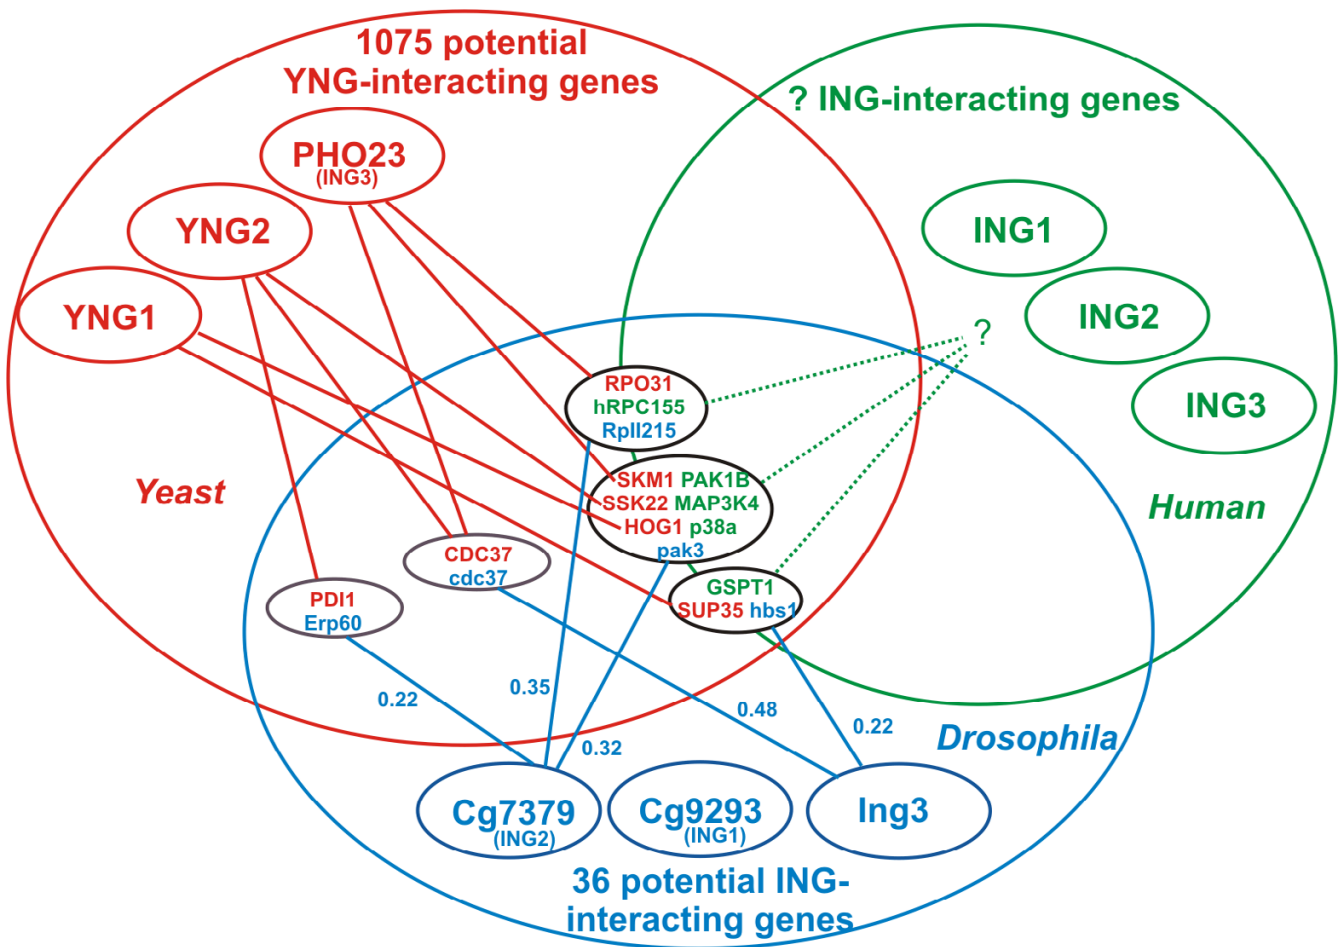 1075 potential
YNG-interacting genes
? ING-interacting genes
PHO23
(ING3)
YNG2
YNG1
ING1
ING2
ING3
?
RPO31
hRPC155
RpII215
SKM1 PAK1B
SSK22 MAP3K4
HOG1 p38a
pak3
Yeast
Human
CDC37
cdc37
GSPT1
SUP35 hbs1
PDI1
Erp60
0.22
0.35
0.48
0.32
0.22
Drosophila
Cg7379
(ING2)
Cg9293
(ING1)
Ing3
36 potential ING-
interacting genes